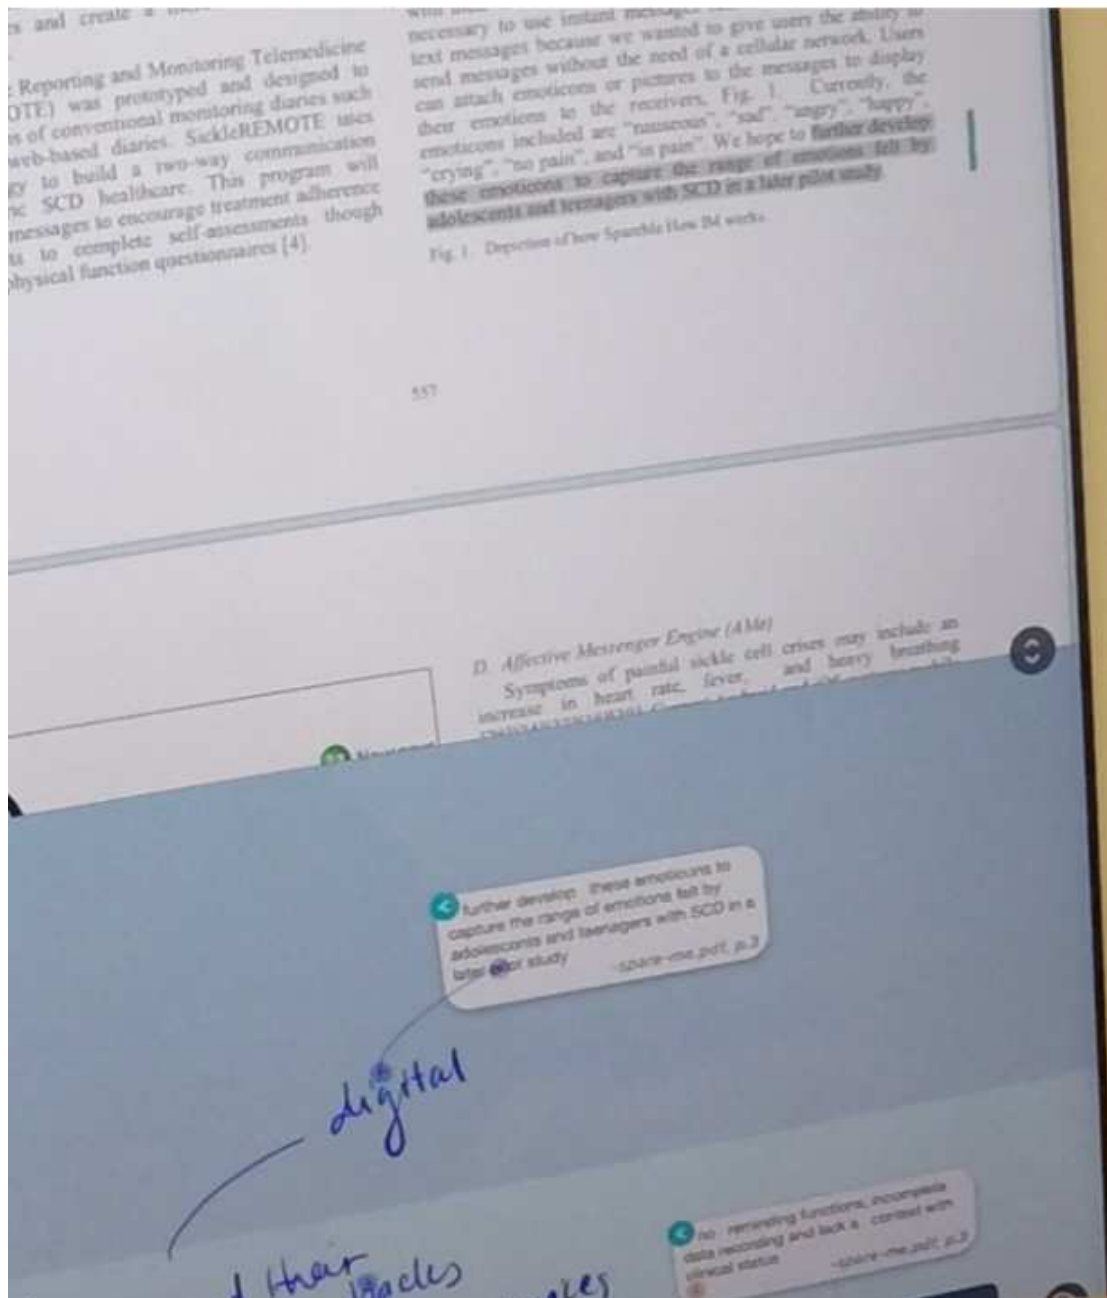 s and create a
Reporting and Monitoring Telemedicine
OTE) was prototyped and designed to
s of conventional monitoring diaries such
web-based diaries. SickleREMOTE uses
gy to build a two-way communication
ic SCD healthcare. This program will
messages to encourage treatment adherence
ts to complete self-assessments though
physical function questionnaires [4].
necessary to use instant
text messages because we wanted to give users the ability to
send messages without the need of a cellular network. Users
can attach emoticons or pictures to the messages to display
their emotions to the receivers, Fig. 1. Currently, the
emoticons included are "nauseous", "sad", "angry", "happy",
"crying", "no pain", and "in pain". We hope to further develop
these emoticons to capture the range of emotions felt by
adolescents and teenagers with SCD in a later pilot study.
Fig. 1. Depiction of how IM works.
557
D. Affective Messenger Engine (AMe)
Symptoms of painful sickle cell crises may include an
increase in heart rate, fever, and heavy breathing
further develop these emoticons to
capture the range of emotions felt by
adolescents and teenagers with SCD in a
later pilot study
-spare-me.pdf, p.3
digital
no reminding functions, incomplete
data recording and lack a context with
clinical status
-spare-me.pdf, p.3
their